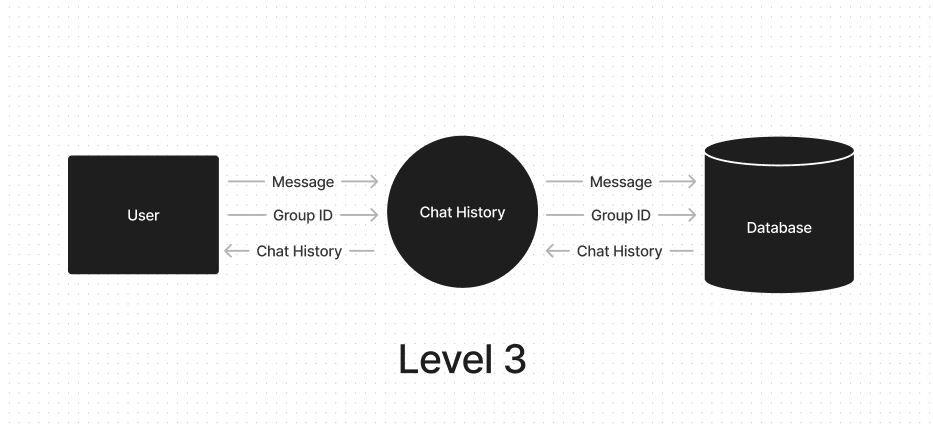 Message
Message
User
Group ID
Chat History
Group ID
Database
Chat History
Chat History
Level 3